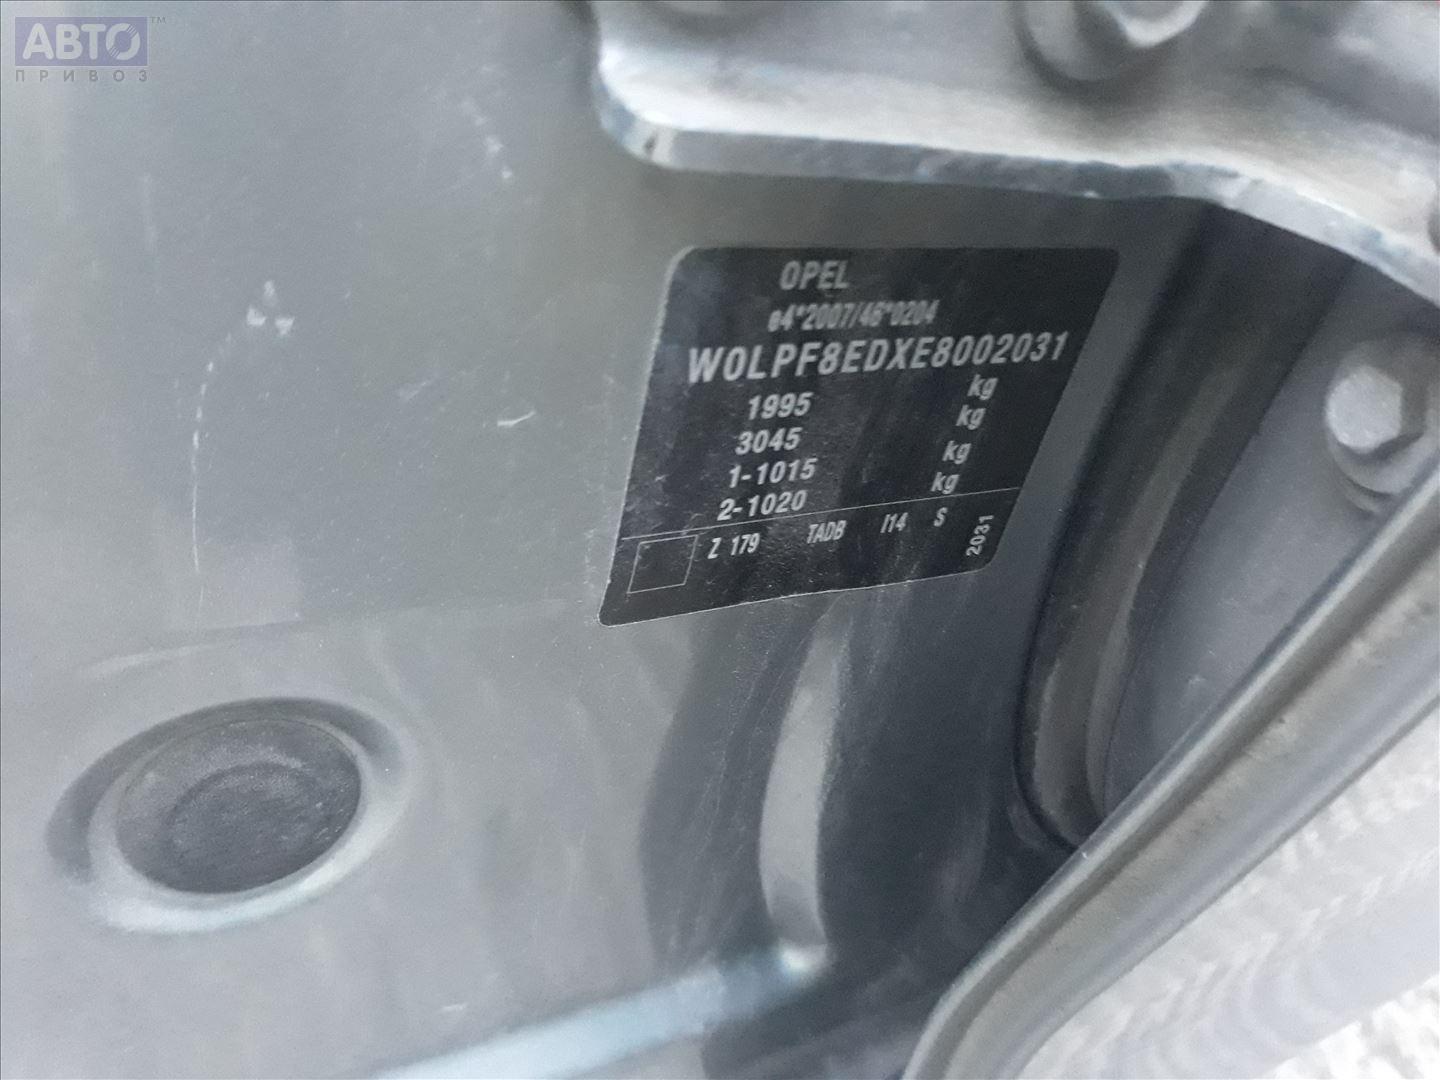 АВТО™
ПРИВОЗ
OPEL
e4*2007/46*0204
W0LPF8EDXE8002031
1995 kg
3045 kg
1-1015 kg
2-1020 kg
Z 179 TADB I14 S 2031